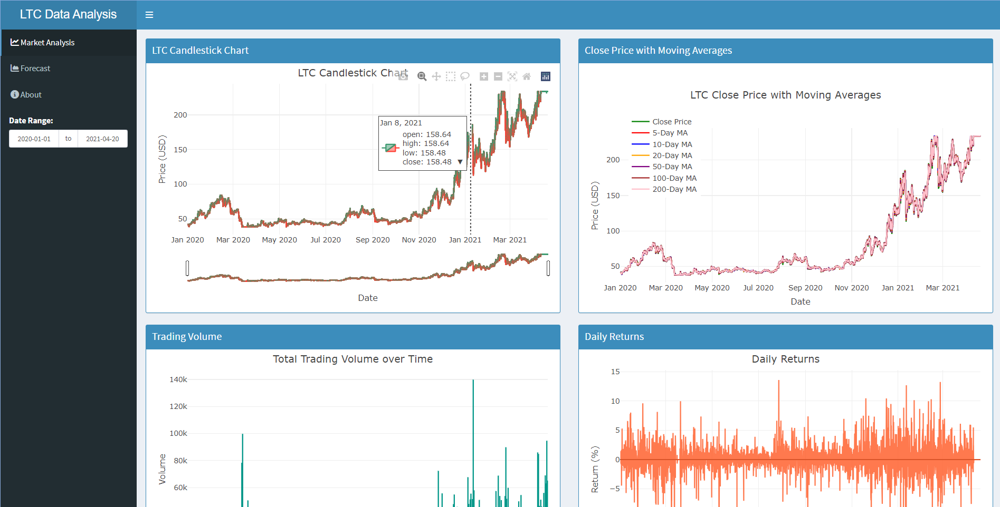 LTC Data Analysis
Market Analysis
Forecast
About
Date Range:
2020-01-01 to 2021-04-20
LTC Candlestick Chart
LTC Candlestick Chart
Price (USD)
200
150
100
50
Jan 8, 2021
open: 158.64
high: 158.64
low: 158.48
close: 158.48 ▼
Jan 2020 Mar 2020 May 2020 Jul 2020 Sep 2020 Nov 2020 Jan 2021 Mar 2021
Date
Close Price with Moving Averages
LTC Close Price with Moving Averages
Close Price
5-Day MA
10-Day MA
20-Day MA
50-Day MA
100-Day MA
200-Day MA
Price (USD)
200
150
100
50
Jan 2020 Mar 2020 May 2020 Jul 2020 Sep 2020 Nov 2020 Jan 2021 Mar 2021
Date
Trading Volume
Total Trading Volume over Time
Volume
140k
120k
100k
80k
60k
Daily Returns
Daily Returns
Return (%)
15
10
5
0
−5